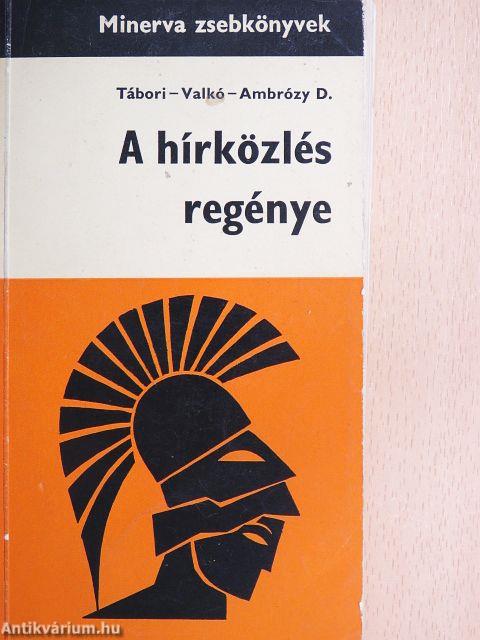 Minerva zsebkönyvek
Tábori – Valkó – Ambrózy D.
A hírközlés
regénye
Antikvárium.hu